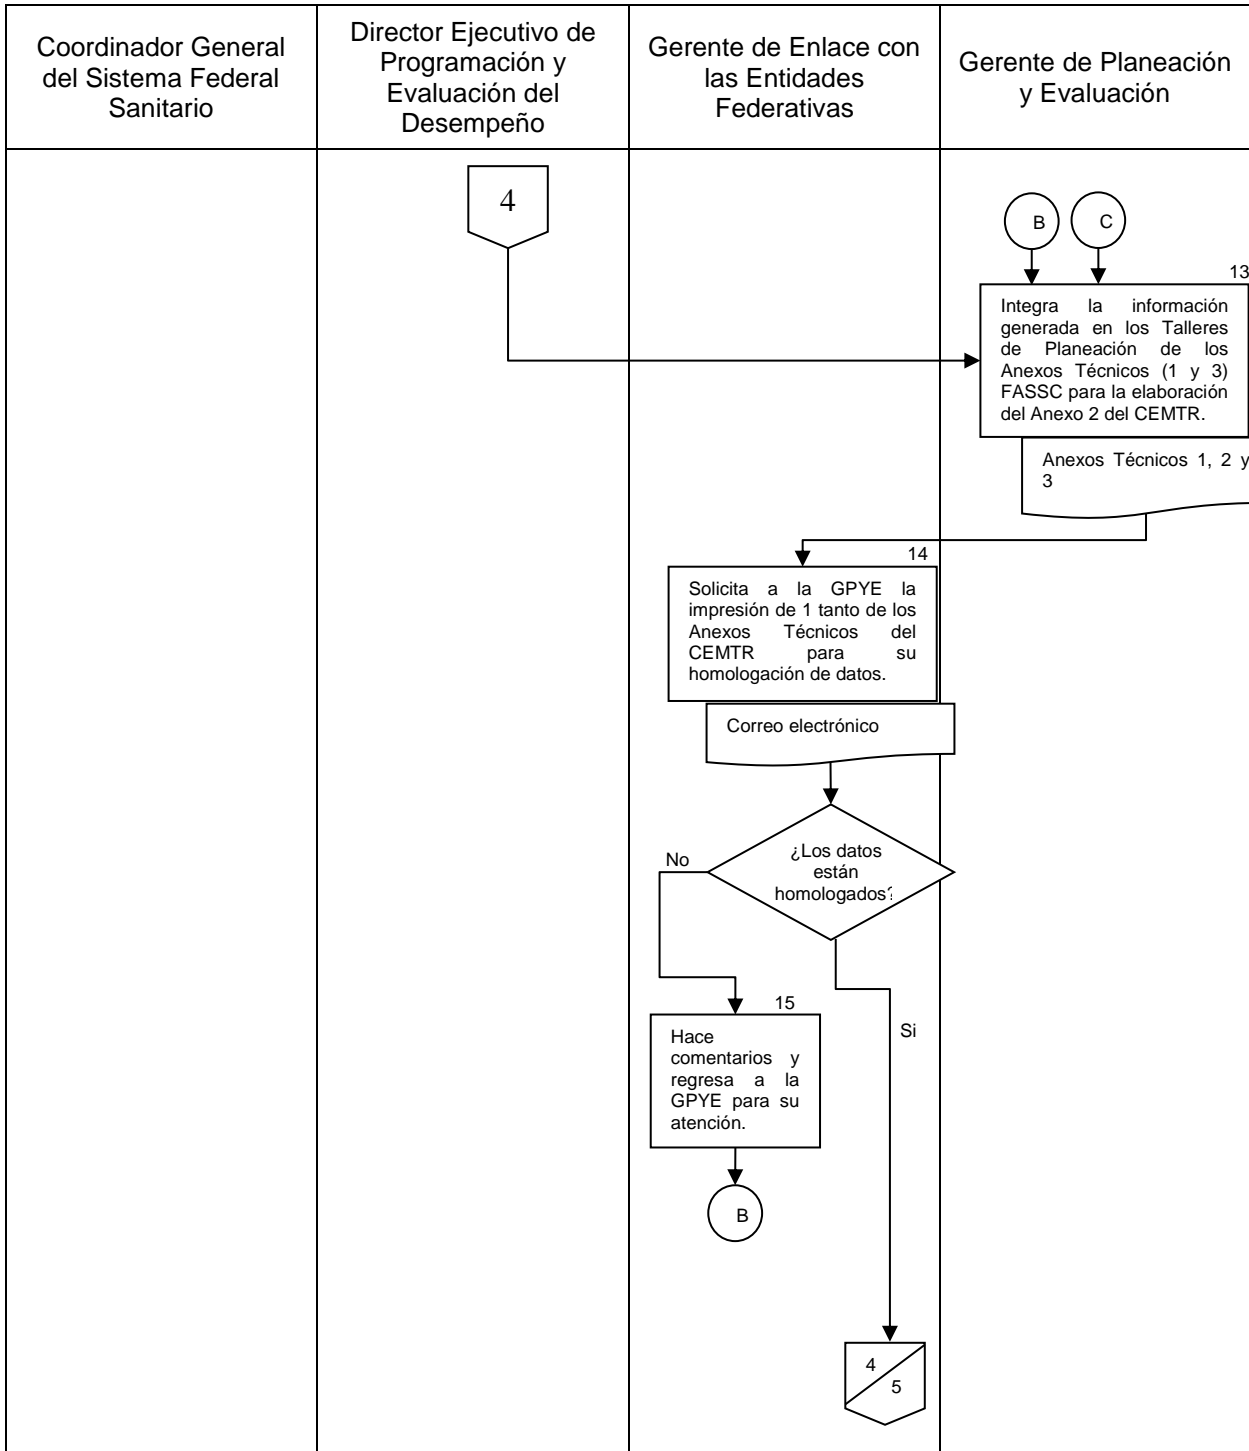 Coordinador General
del Sistema Federal
Sanitario
Director Ejecutivo de
Programación y
Evaluación del
Desempeño
Gerente de Enlace con
las Entidades
Federativas
Gerente de Planeación
y Evaluación
4
B
C
13
Integra la información
generada en los Talleres
de Planeación de los
Anexos Técnicos (1 y 3)
FASSC para la elaboración
del Anexo 2 del CEMTR.
Anexos Técnicos 1, 2 y
3
14
Solicita a la GPYE la
impresión de 1 tanto de los
Anexos Técnicos del
CEMTR para su
homologación de datos.
Correo electrónico
¿Los datos
están
homologados?
No
Si
15
Hace
comentarios y
regresa a la
GPYE para su
atención.
B
4
5